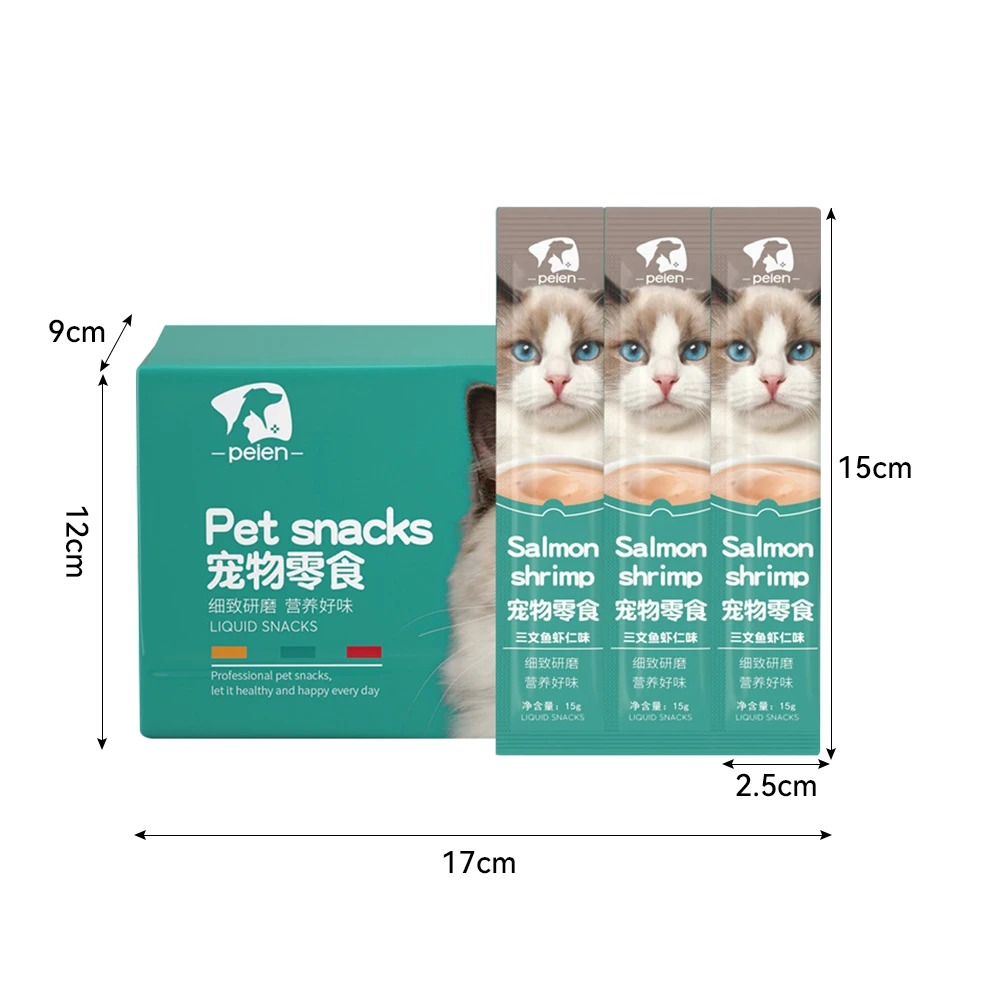 9cm
12cm
peien
Pet snacks
宠物零食
细致研磨 营养好味
LIQUID SNACKS
Professional pet snacks,
let it healthy and happy every day
peien
Salmon
shrimp
宠物零食
三文鱼虾仁味
细致研磨
营养好味
净含量：15g
LIQUID SNACKS
peien
Salmon
shrimp
宠物零食
三文鱼虾仁味
细致研磨
营养好味
净含量：15g
LIQUID SNACKS
peien
Salmon
shrimp
宠物零食
三文鱼虾仁味
细致研磨
营养好味
净含量：15g
LIQUID SNACKS
15cm
2.5cm
17cm